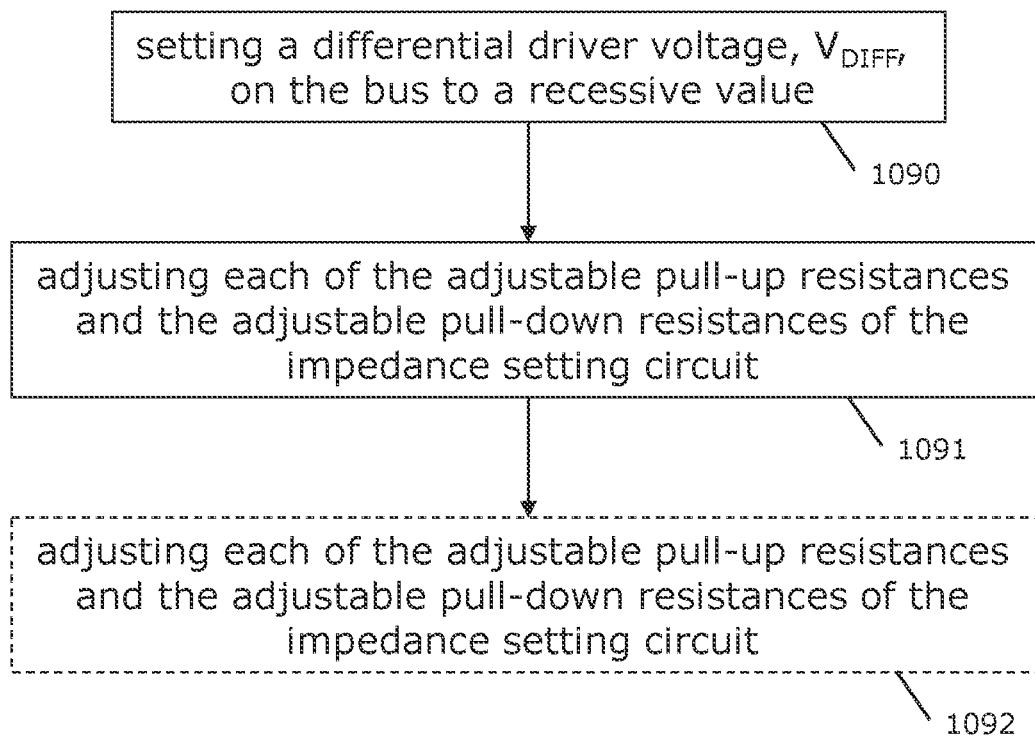 setting a differential driver voltage, V_DIFF,
on the bus to a recessive value
1090
adjusting each of the adjustable pull-up resistances
and the adjustable pull-down resistances of the
impedance setting circuit
1091
adjusting each of the adjustable pull-up resistances
and the adjustable pull-down resistances of the
impedance setting circuit
1092